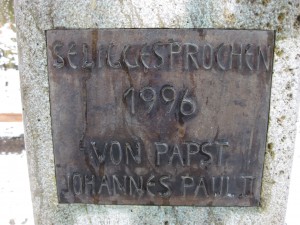 SELIGGESPROCHEN
1996
VON PAPST
JOHANNES PAUL II